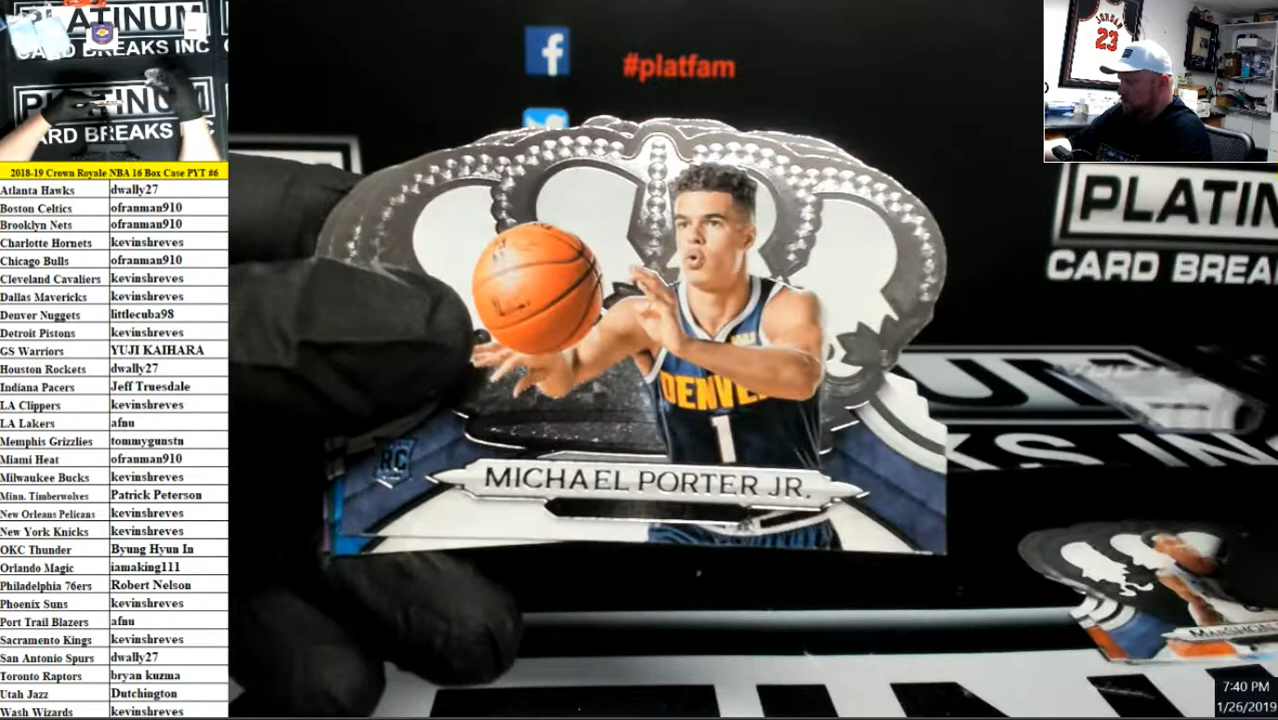 PLATINUM
CARD BREAKS INC
PLATINUM
CARD BREAKS INC
2018-19 Crown Royale NBA 16 Box Case PYT #6
Atlanta Hawks dwally27
Boston Celtics ofranman910
Brooklyn Nets ofranman910
Charlotte Hornets kevinshreves
Chicago Bulls ofranman910
Cleveland Cavaliers kevinshreves
Dallas Mavericks kevinshreves
Denver Nuggets littlecuba98
Detroit Pistons kevinshreves
GS Warriors YUJI KAIHARA
Houston Rockets dwally27
Indiana Pacers Jeff Truesdale
LA Clippers kevinshreves
LA Lakers afnu
Memphis Grizzlies tommygunstn
Miami Heat ofranman910
Milwaukee Bucks kevinshreves
Minn. Timberwolves Patrick Peterson
New Orleans Pelicans kevinshreves
New York Knicks kevinshreves
OKC Thunder Byung Hyun In
Orlando Magic iamaking111
Philadelphia 76ers Robert Nelson
Phoenix Suns kevinshreves
Port Trail Blazers afnu
Sacramento Kings kevinshreves
San Antonio Spurs dwally27
Toronto Raptors bryan kuzma
Utah Jazz Dutchington
Wash Wizards kevinshreves
#platfam
DENVE
1
RC
MICHAEL PORTER JR.
JORDAN
23
PLATIN
CARD BREA
7:40 PM
1/26/2019